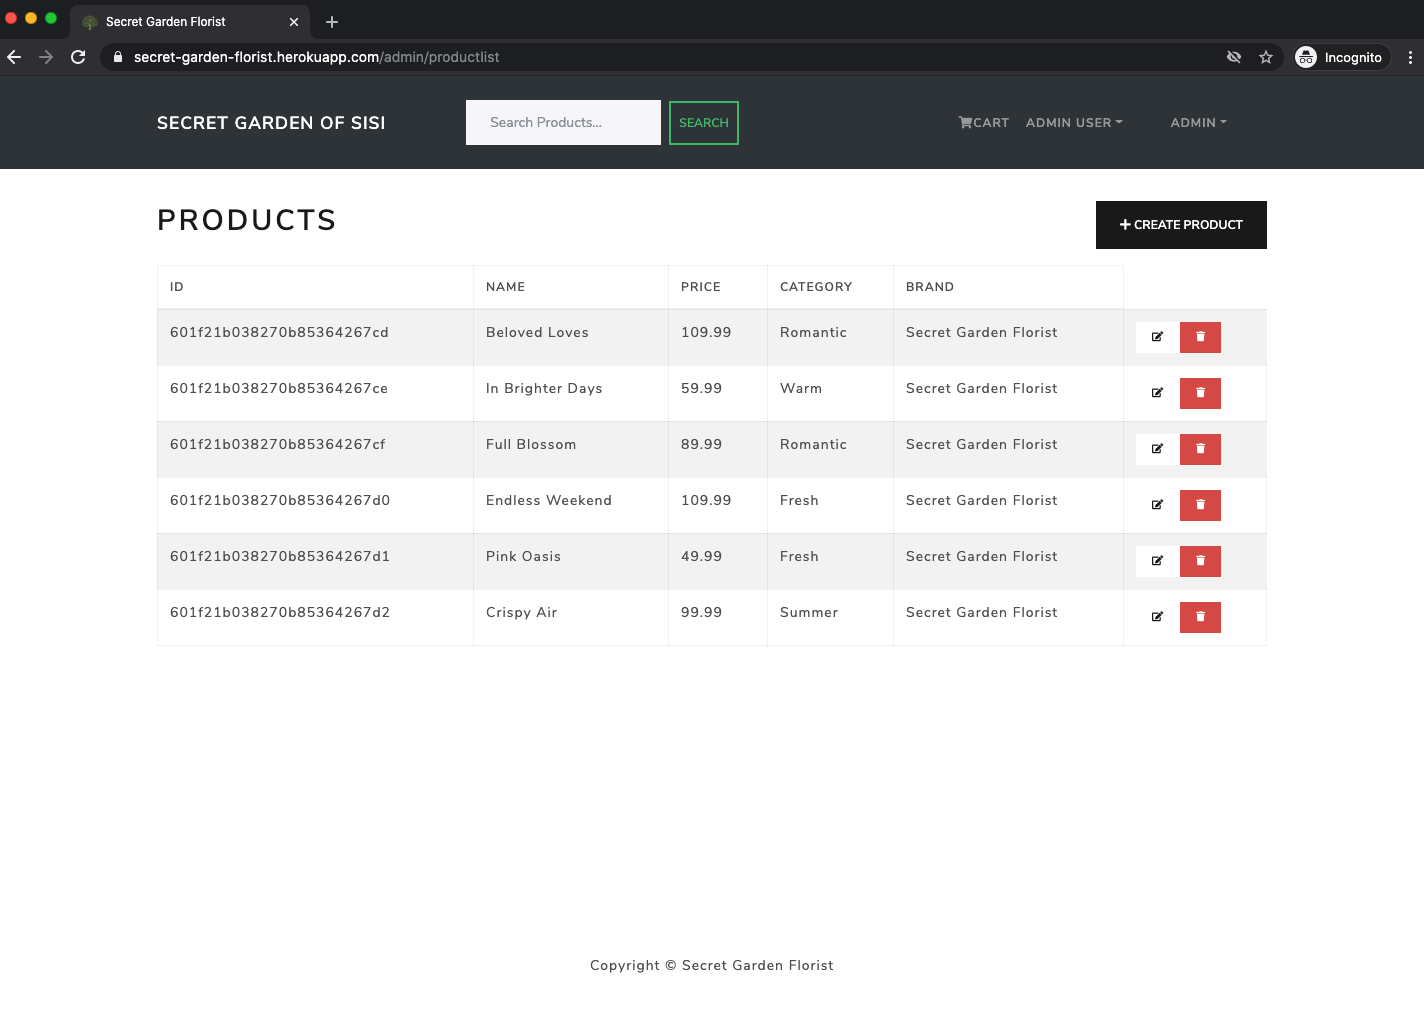 Secret Garden Florist
secret-garden-florist.herokuapp.com/admin/productlist
Incognito
SECRET GARDEN OF SISI
Search Products...
SEARCH
CART
ADMIN USER
ADMIN
PRODUCTS
CREATE PRODUCT
ID NAME PRICE CATEGORY BRAND
601f21b038270b85364267cd Beloved Loves 109.99 Romantic Secret Garden Florist
601f21b038270b85364267ce In Brighter Days 59.99 Warm Secret Garden Florist
601f21b038270b85364267cf Full Blossom 89.99 Romantic Secret Garden Florist
601f21b038270b85364267d0 Endless Weekend 109.99 Fresh Secret Garden Florist
601f21b038270b85364267d1 Pink Oasis 49.99 Fresh Secret Garden Florist
601f21b038270b85364267d2 Crispy Air 99.99 Summer Secret Garden Florist
Copyright © Secret Garden Florist